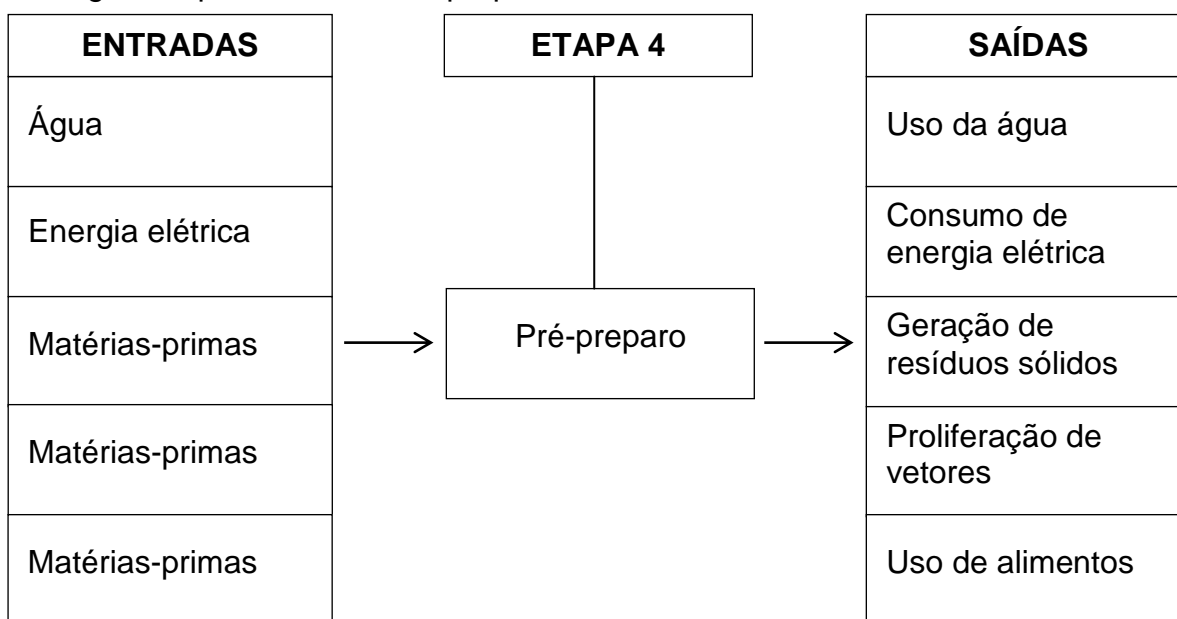 ENTRADAS
ETAPA 4
SAÍDAS
Água
Uso da água
Energia elétrica
Consumo de
energia elétrica
Matérias-primas
Pré-preparo
Geração de
resíduos sólidos
Matérias-primas
Proliferação de
vetores
Matérias-primas
Uso de alimentos